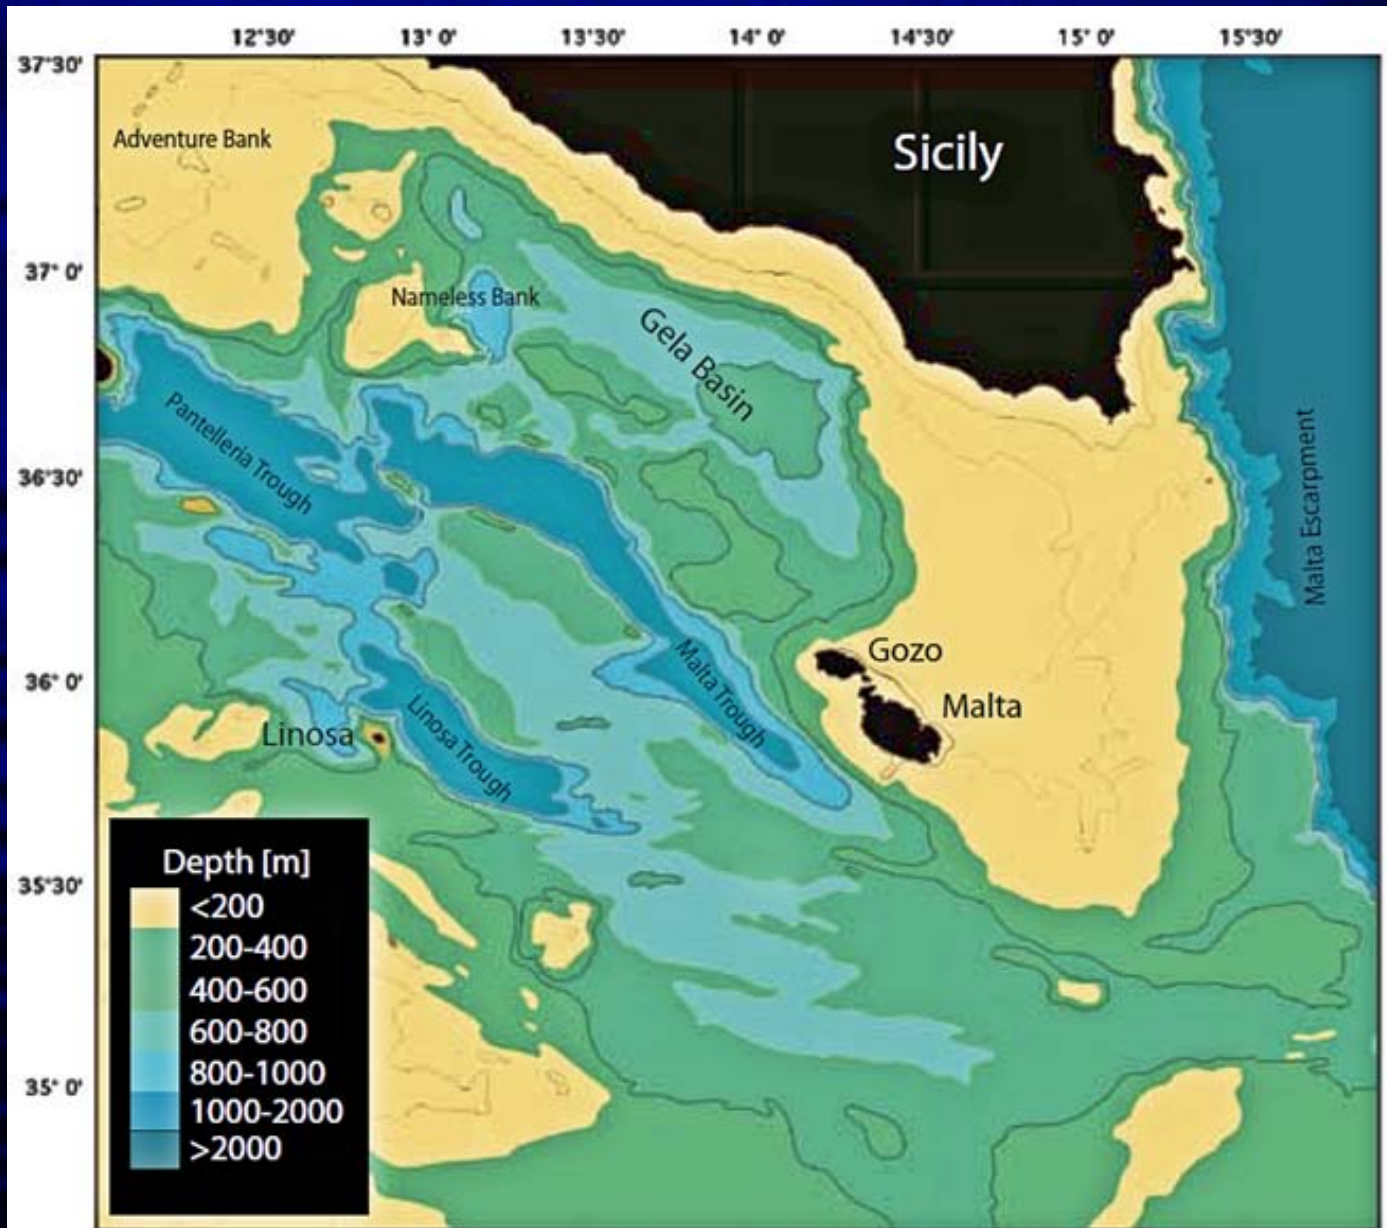 12°30' 13° 0' 13°30' 14° 0' 14°30' 15° 0' 15°30'
37°30'
Adventure Bank
Sicily
37° 0'
Nameless Bank
Gela Basin
Pantelleria Trough
36°30'
Malta Escarpment
Gozo
Malta Trough
36° 0'
Malta
Linosa
Linosa Trough
35°30'
Depth [m]
<200
200-400
400-600
600-800
800-1000
1000-2000
>2000
35° 0'